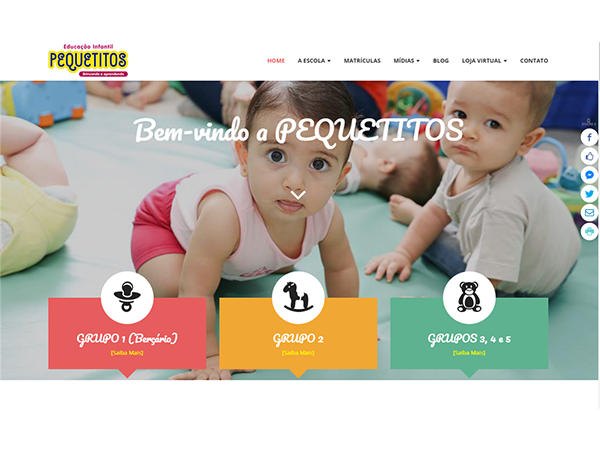 Educação Infantil
PEQUETITOS
Brincando e aprendendo
HOME A ESCOLA MATRÍCULAS MÍDIAS BLOG LOJA VIRTUAL CONTATO
Bem-vindo a PEQUETITOS
GRUPO 1 (Berçário)
[Saiba Mais]
GRUPO 2
[Saiba Mais]
GRUPOS 3, 4 e 5
[Saiba Mais]